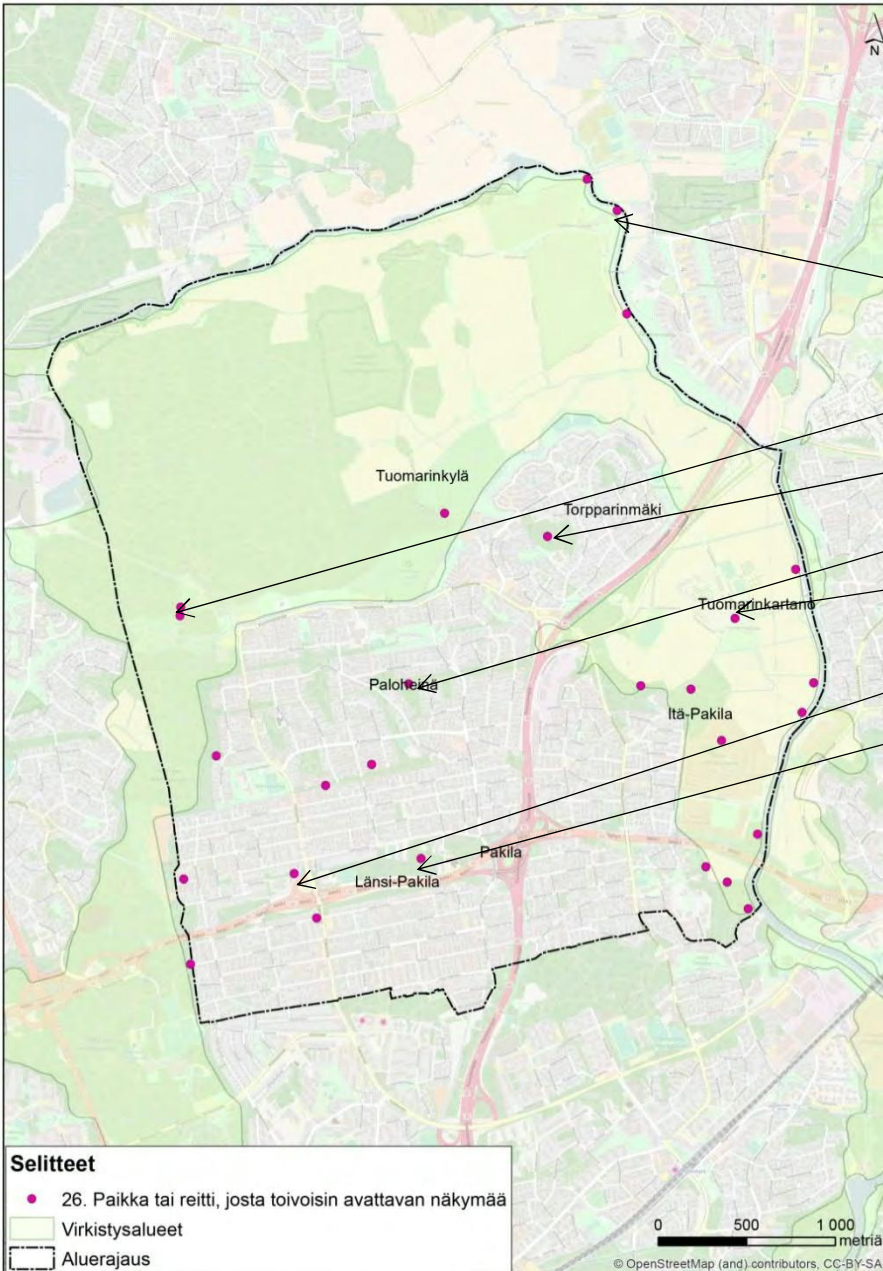 N
Tuomarinkylä
Torpparinmäki
Tuomarinkartano
Paloheinä
Itä-Pakila
Pakila
Länsi-Pakila
Selitteet
26. Paikka tai reitti, josta toivoisin avattavan näkymää
Virkistysalueet
Aluerajaus
0 500 1 000
metriä
© OpenStreetMap (and) contributors, CC-BY-SA